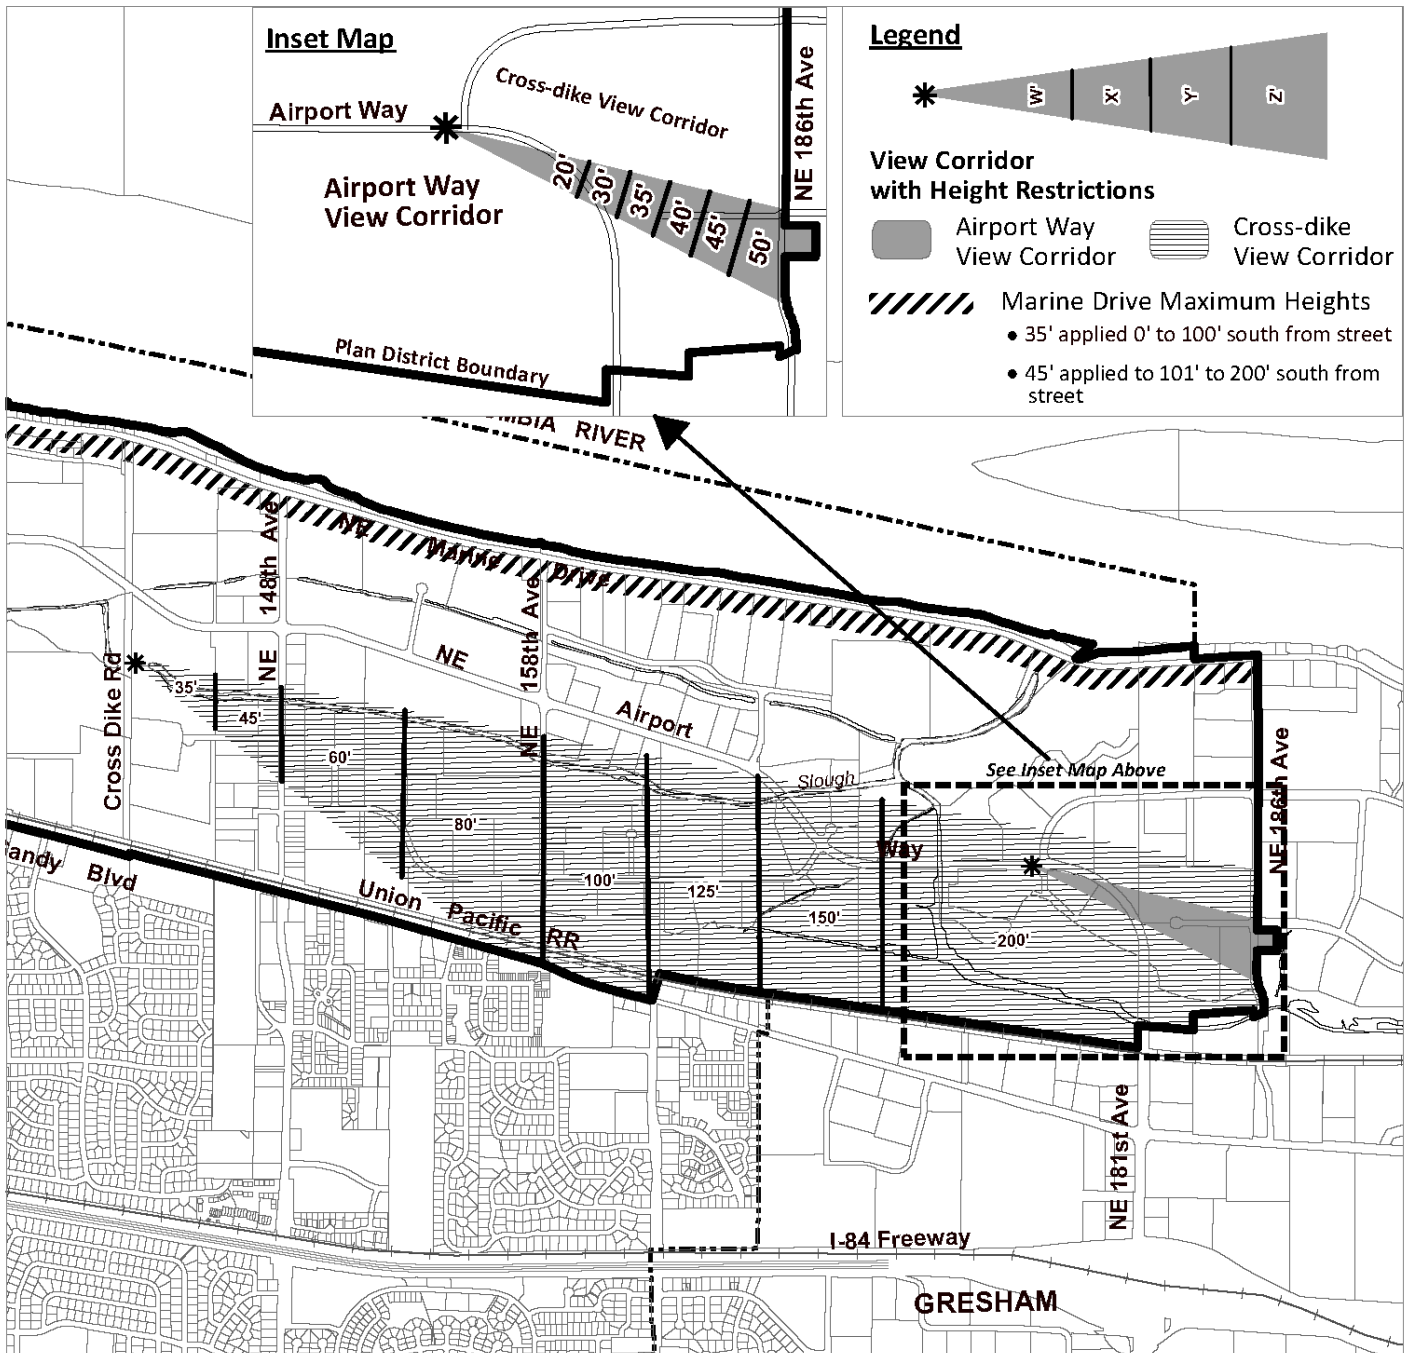 Inset Map
Airport Way
Cross-dike View Corridor
NE 186th Ave
Airport Way
View Corridor
20'
30'
35'
40'
45'
50'
Plan District Boundary
Legend
W'
X'
Y'
Z'
View Corridor
with Height Restrictions
Airport Way
View Corridor
Cross-dike
View Corridor
Marine Drive Maximum Heights
• 35' applied 0' to 100' south from street
• 45' applied to 101' to 200' south from
street
MBIA RIVER
NE Marine Drive
NE 148th Ave
NE 158th Ave
Cross Dike Rd
NE Airport Way
Slough
See Inset Map Above
NE 186th Ave
35'
45'
60'
80'
100'
125'
150'
200'
andy Blvd
Union Pacific RR
NE 181st Ave
I-84 Freeway
GRESHAM